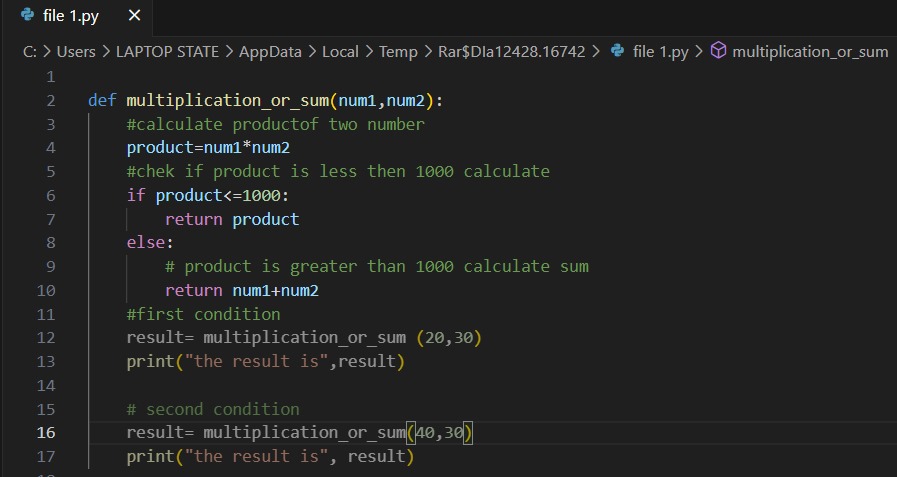 file 1.py ×
C: > Users > LAPTOP STATE > AppData > Local > Temp > Rar$DIa12428.16742 > file 1.py > multiplication_or_sum
1
2 def multiplication_or_sum(num1,num2):
3 #calculate productof two number
4 product=num1*num2
5 #chek if product is less then 1000 calculate
6 if product<=1000:
7 return product
8 else:
9 # product is greater than 1000 calculate sum
10 return num1+num2
11 #first condition
12 result= multiplication_or_sum (20,30)
13 print("the result is",result)
14
15 # second condition
16 result= multiplication_or_sum(40,30)
17 print("the result is", result)